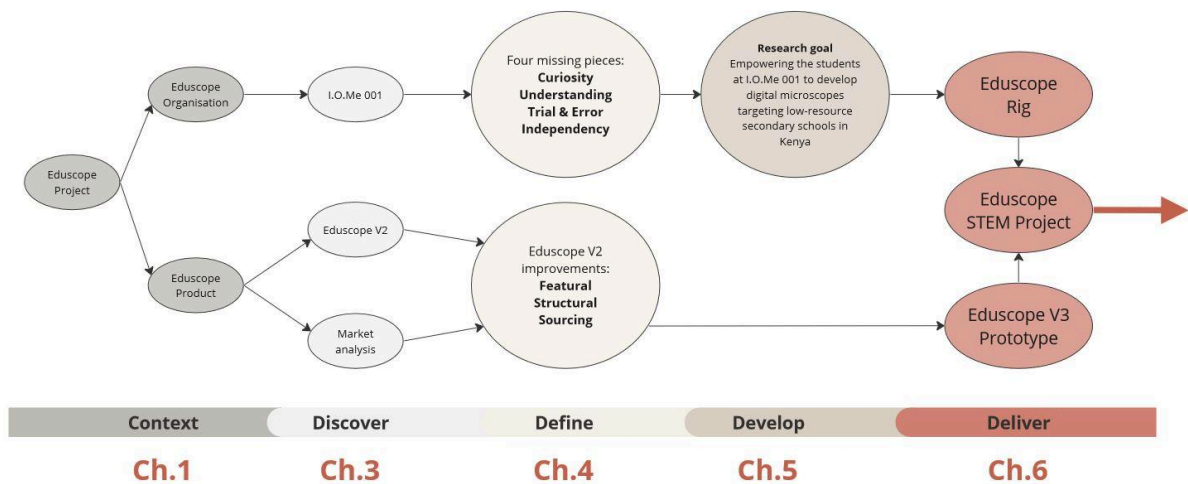 Eduscope
Project
Eduscope
Organisation
Eduscope
Product
I.O.Me 001
Eduscope V2
Market
analysis
Four missing pieces:
Curiosity
Understanding
Trial & Error
Independency
Eduscope V2
improvements:
Featural
Structural
Sourcing
Research goal
Empowering the students
at I.O.Me 001 to develop
digital microscopes
targeting low-resource
secondary schools in
Kenya
Eduscope
Rig
Eduscope
STEM Project
Eduscope V3
Prototype
Context
Discover
Define
Develop
Deliver
Ch.1
Ch.3
Ch.4
Ch.5
Ch.6